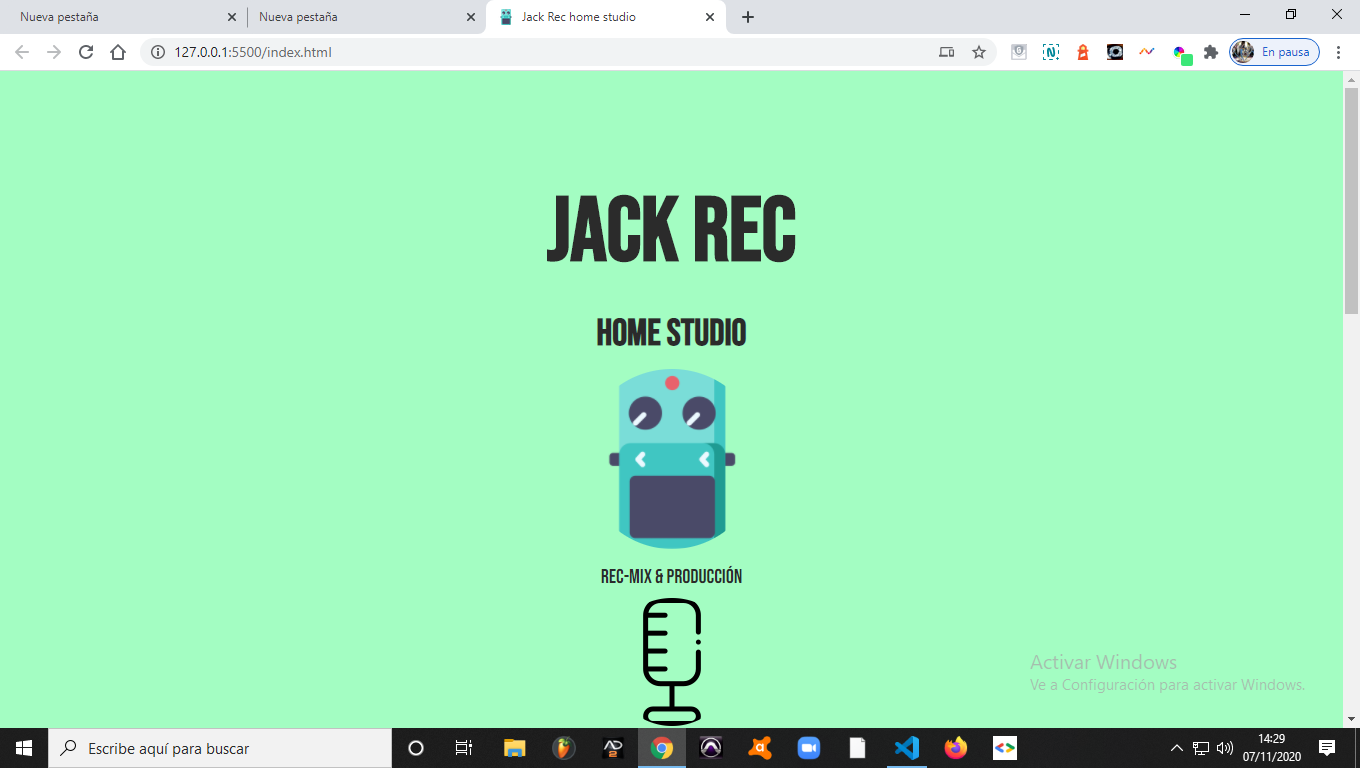 Nueva pestaña
Nueva pestaña
Jack Rec home studio
127.0.0.1:5500/index.html
En pausa
JACK REC
HOME STUDIO
REC-MIX & PRODUCCIÓN
Activar Windows
Ve a Configuración para activar Windows.
Escribe aquí para buscar
14:29
07/11/2020